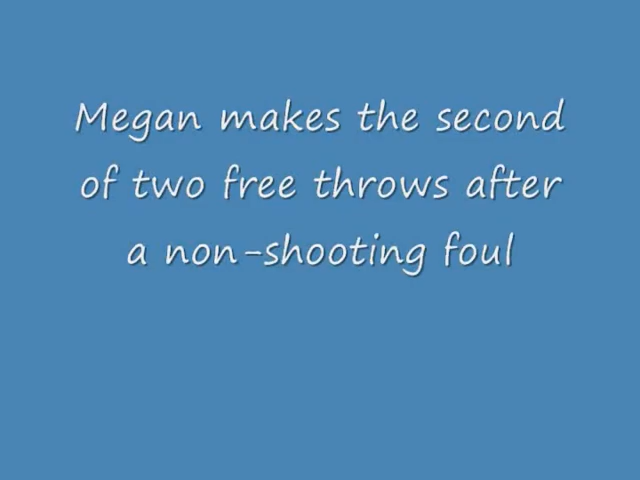 Megan makes the second
of two free throws after
a non-shooting foul